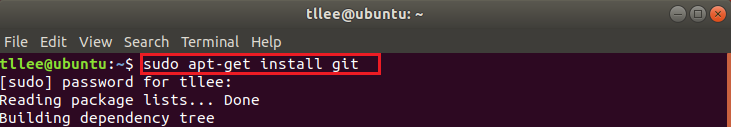 tllee@ubuntu: ~
File Edit View Search Terminal Help
tllee@ubuntu:~$ sudo apt-get install git
[sudo] password for tllee:
Reading package lists... Done
Building dependency tree